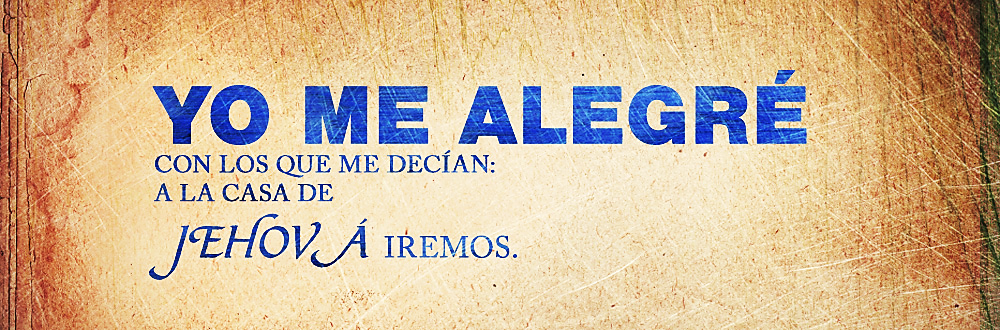 YO ME ALEGRÉ
CON LOS QUE ME DECÍAN:
A LA CASA DE
JEHOVÁ IREMOS.